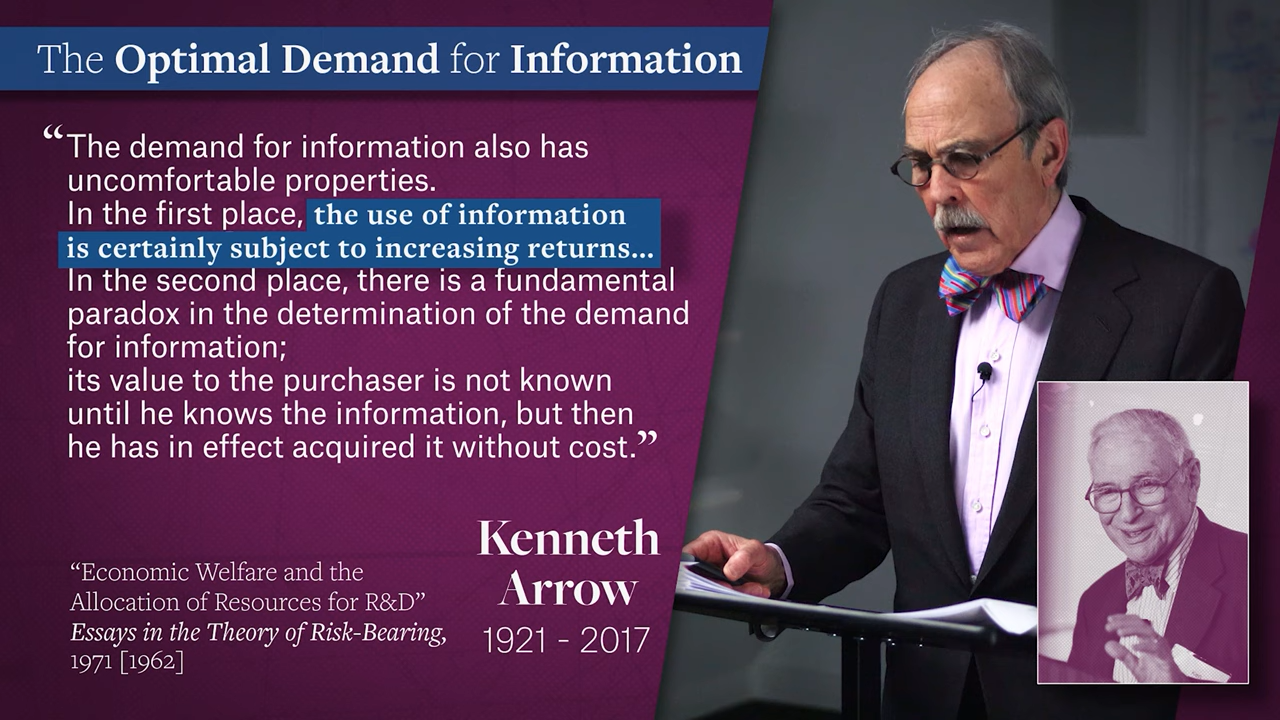 The Optimal Demand for Information
“The demand for information also has
uncomfortable properties.
In the first place, the use of information
is certainly subject to increasing returns...
In the second place, there is a fundamental
paradox in the determination of the demand
for information;
its value to the purchaser is not known
until he knows the information, but then
he has in effect acquired it without cost.”
Kenneth
Arrow
1921 - 2017
“Economic Welfare and the
Allocation of Resources for R&D”
Essays in the Theory of Risk-Bearing,
1971 [1962]